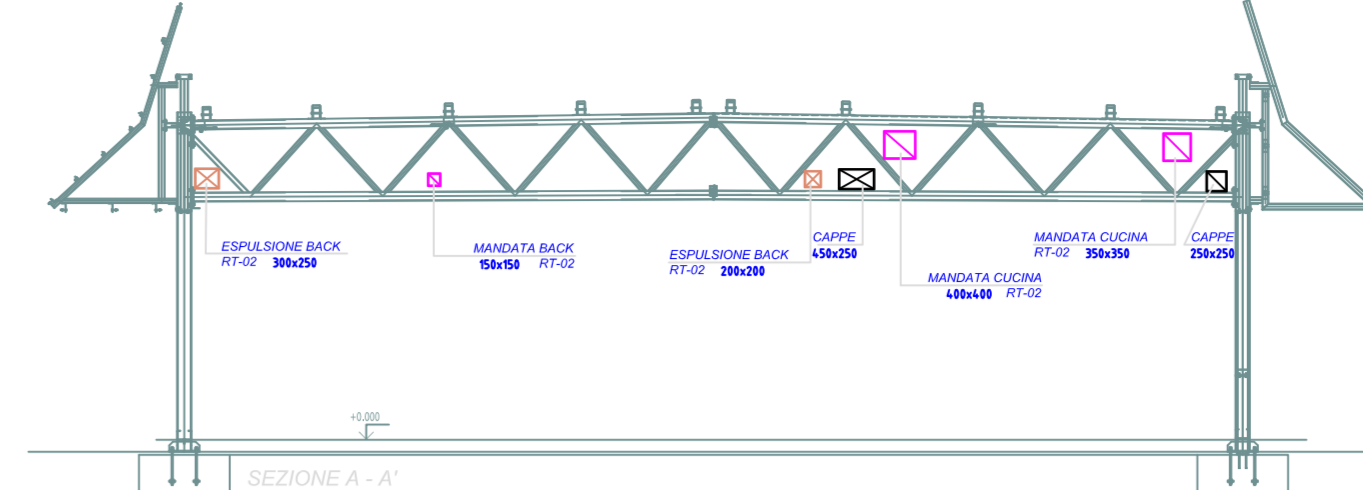 ESPULSIONE BACK
RT-02 300x250
MANDATA BACK
150x150 RT-02
ESPULSIONE BACK
RT-02 200x200
CAPPE
450x250
MANDATA CUCINA
400x400 RT-02
MANDATA CUCINA
RT-02 350x350
CAPPE
250x250
+0.000
SEZIONE A - A'